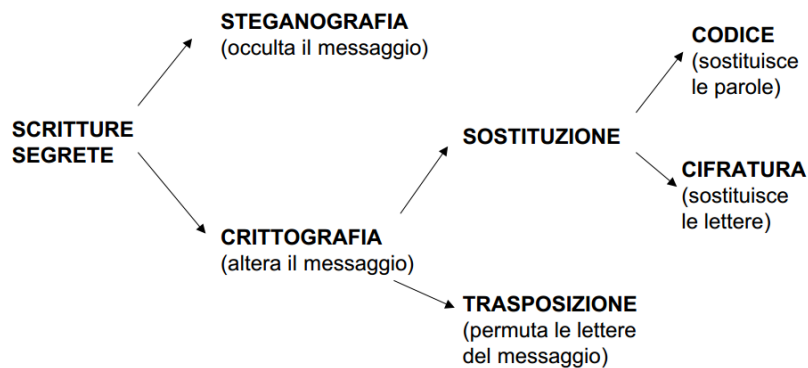 STEGANOGRAFIA
(occulta il messaggio)
CODICE
(sostituisce
le parole)
SCRITTURE
SEGRETE
SOSTITUZIONE
CIFRATURA
(sostituisce
le lettere)
CRITTOGRAFIA
(altera il messaggio)
TRASPOSIZIONE
(permuta le lettere
del messaggio)